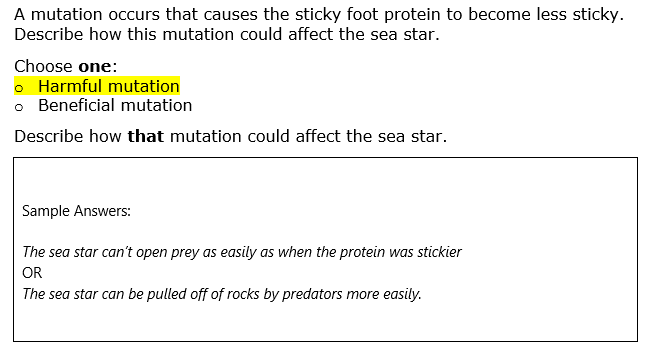 A mutation occurs that causes the sticky foot protein to become less sticky.
Describe how this mutation could affect the sea star.
Choose one:
o Harmful mutation
o Beneficial mutation
Describe how that mutation could affect the sea star.
Sample Answers:
The sea star can't open prey as easily as when the protein was stickier
OR
The sea star can be pulled off of rocks by predators more easily.